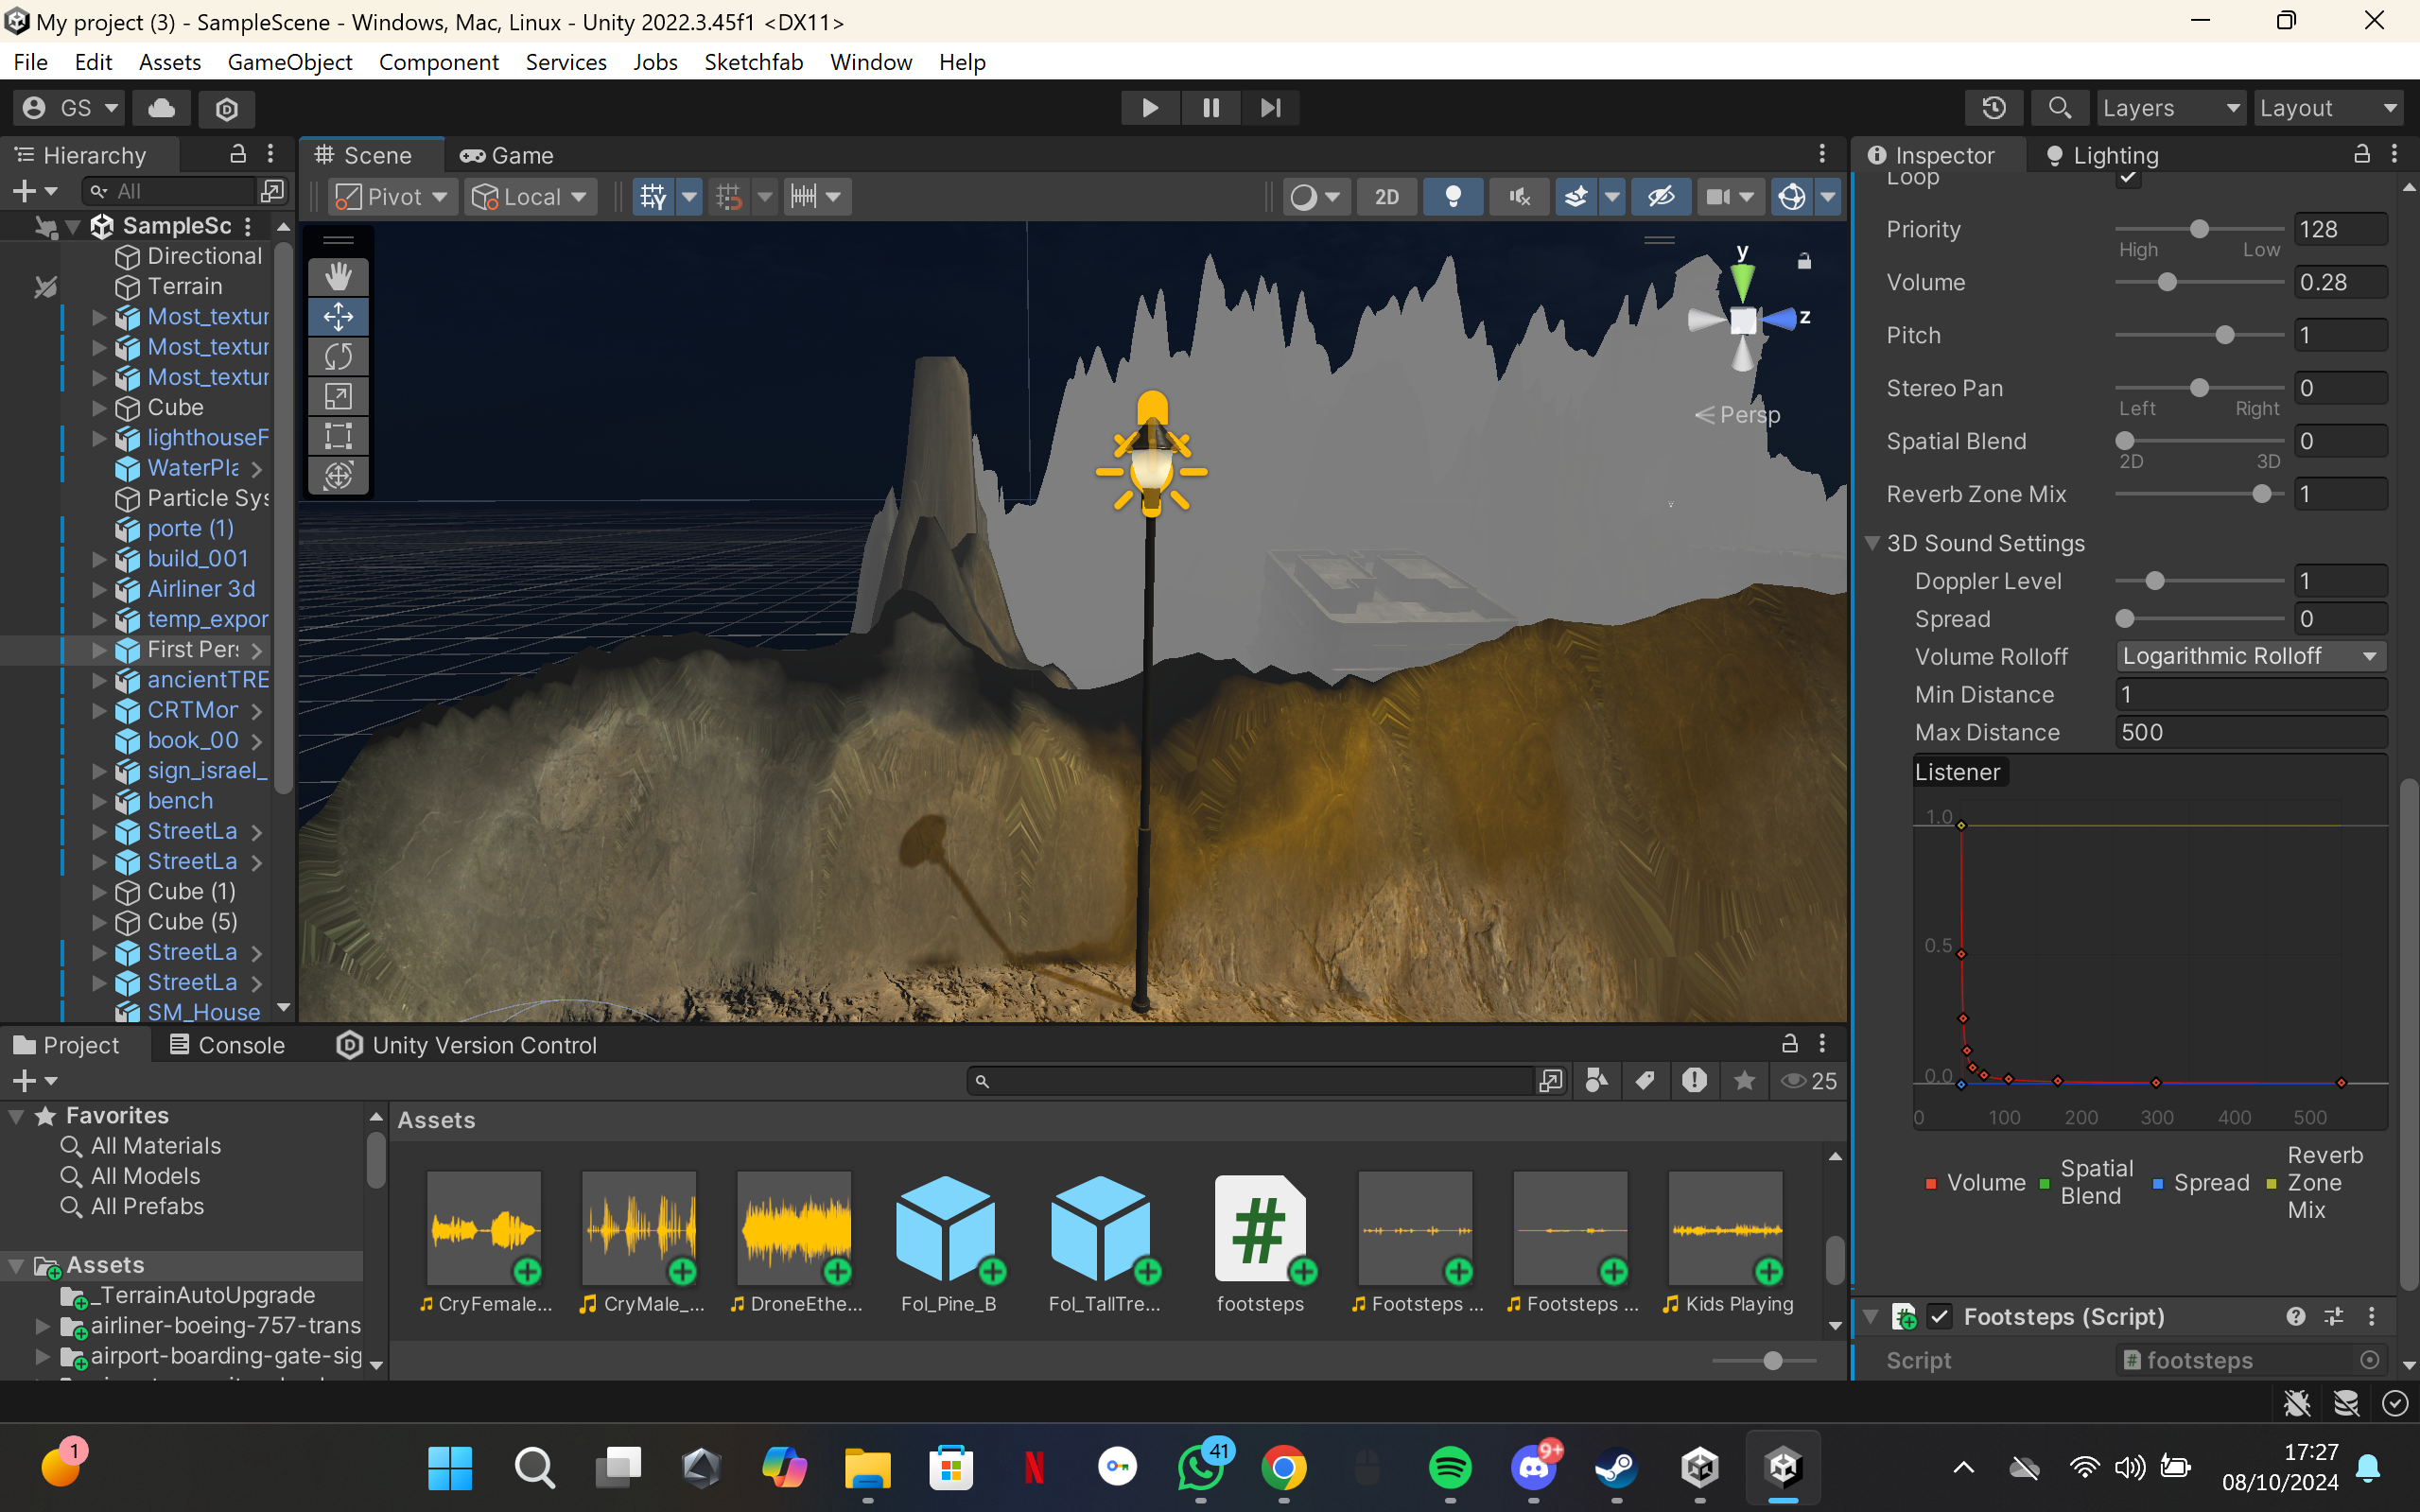 My project (3) - SampleScene - Windows, Mac, Linux - Unity 2022.3.45f1 <DX11>
File Edit Assets GameObject Component Services Jobs Sketchfab Window Help
GS Layers Layout
Hierarchy
All
SampleSc
Directional
Terrain
Most_textur
Most_textur
Most_textur
Cube
lighthouseF
WaterPla
Particle Sys
porte (1)
build_001
Airliner 3d
temp_expor
First Pers
ancientTRE
CRTMor
book_00
sign_israel_
bench
StreetLa
StreetLa
Cube (1)
Cube (5)
StreetLa
StreetLa
SM_House
Scene Game
Pivot Local 2D
y
z
Persp
Inspector Lighting
Loop
Priority 128
High Low
Volume 0.28
Pitch 1
Stereo Pan 0
Left Right
Spatial Blend 0
2D 3D
Reverb Zone Mix 1
3D Sound Settings
Doppler Level 1
Spread 0
Volume Rolloff Logarithmic Rolloff
Min Distance 1
Max Distance 500
Listener
1.0
0.5
0.0
0 100 200 300 400 500
Volume
Spatial
Blend
Spread
Reverb
Zone
Mix
Footsteps (Script)
Script footsteps
Project Console Unity Version Control
25
Favorites
All Materials
All Models
All Prefabs
Assets
_TerrainAutoUpgrade
airliner-boeing-757-trans
airport-boarding-gate-sig
Assets
CryFemale...
CryMale_...
DroneEthe...
Fol_Pine_B
Fol_TallTre...
#
footsteps
Footsteps ...
Footsteps ...
Kids Playing
1
N
41
9+
17:27
08/10/2024